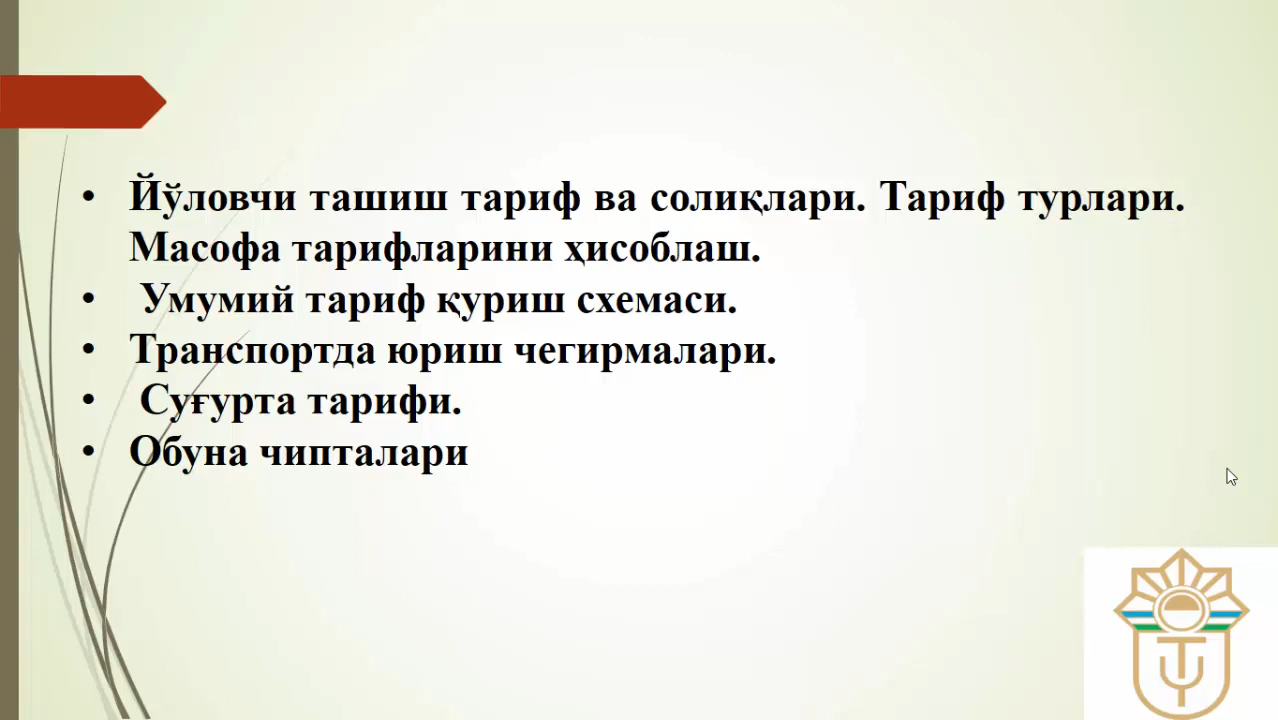 • Йўловчи ташиш тариф ва солиқлари. Тариф турлари.
Масофа тарифларини ҳисоблаш.
• Умумий тариф қуриш схемаси.
• Транспортда юриш чегирмалари.
• Суғурта тарифи.
• Обуна чипталари